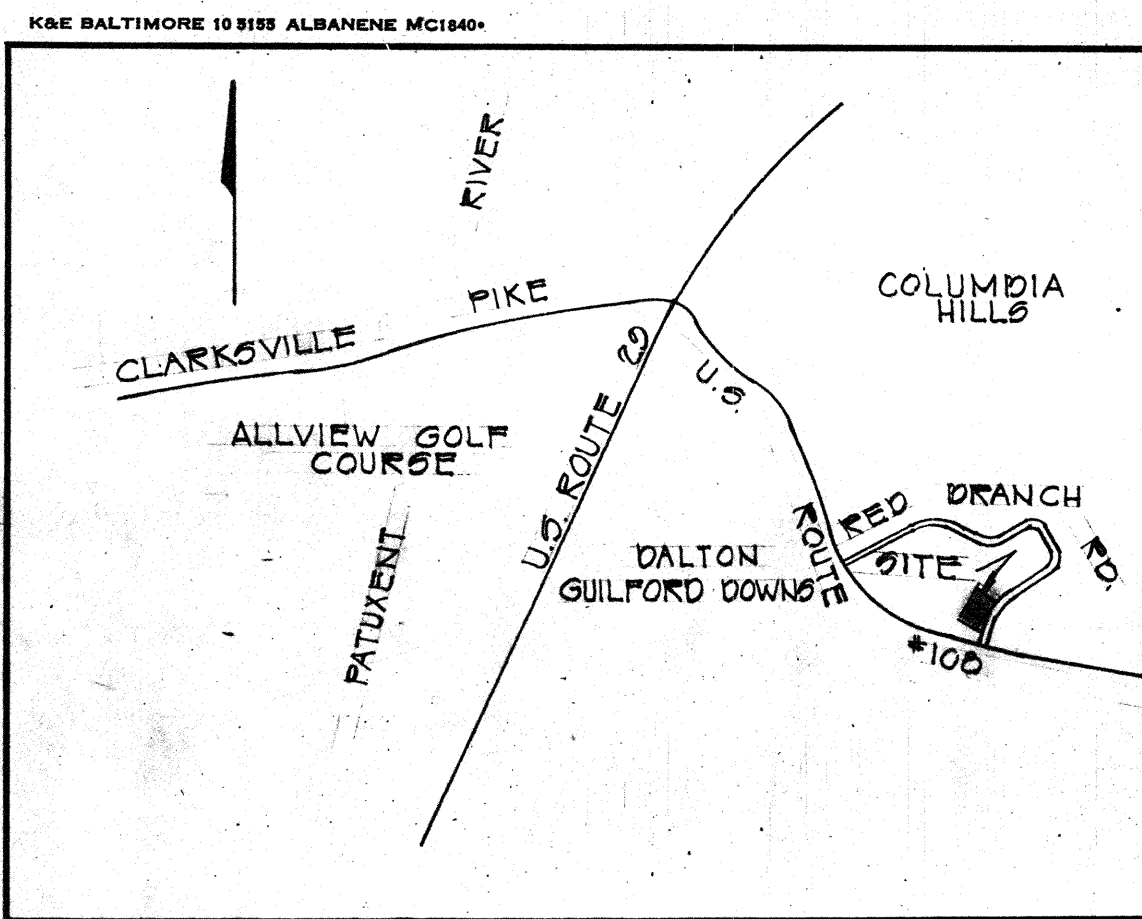 K&E BALTIMORE 10 5155 ALBANENE MC1840
RIVER
COLUMBIA
HILLS
CLARKSVILLE PIKE
U.S. ROUTE 29
U.S. ROUTE #108
ALLVIEW GOLF
COURSE
RED BRANCH RD.
SITE
DALTON
GUILFORD DOWNS
PATUXENT